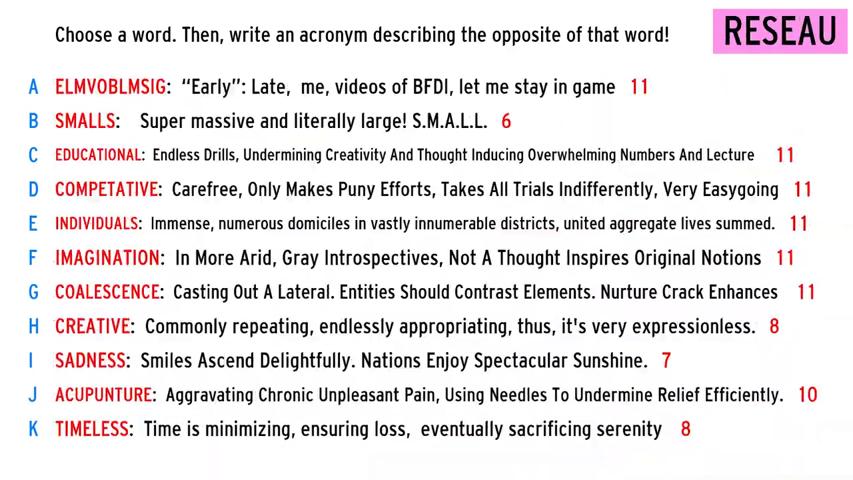 Choose a word. Then, write an acronym describing the opposite of that word!
RESEAU
A ELMVOBLMSIG: “Early”: Late, me, videos of BFDI, let me stay in game 11
B SMALLS: Super massive and literally large! S.M.A.L.L. 6
C EDUCATIONAL: Endless Drills, Undermining Creativity And Thought Inducing Overwhelming Numbers And Lecture 11
D COMPETATIVE: Carefree, Only Makes Puny Efforts, Takes All Trials Indifferently, Very Easygoing 11
E INDIVIDUALS: Immense, numerous domiciles in vastly innumerable districts, united aggregate lives summed. 11
F IMAGINATION: In More Arid, Gray Introspectives, Not A Thought Inspires Original Notions 11
G COALESCENCE: Casting Out A Lateral. Entities Should Contrast Elements. Nurture Crack Enhances 11
H CREATIVE: Commonly repeating, endlessly appropriating, thus, it's very expressionless. 8
I SADNESS: Smiles Ascend Delightfully. Nations Enjoy Spectacular Sunshine. 7
J ACUPUNTURE: Aggravating Chronic Unpleasant Pain, Using Needles To Undermine Relief Efficiently. 10
K TIMELESS: Time is minimizing, ensuring loss, eventually sacrificing serenity 8